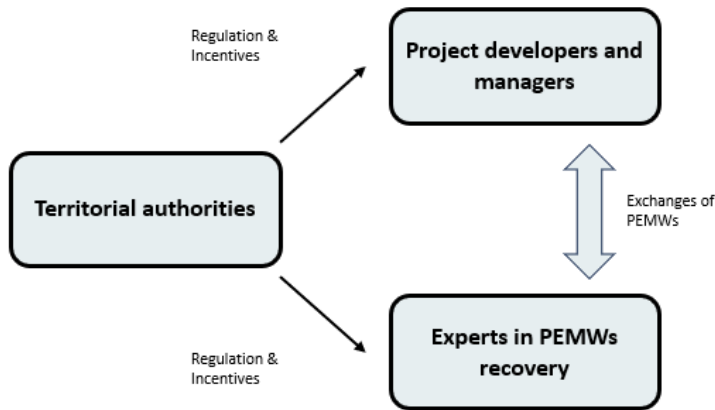 Regulation &
Incentives
Project developers and
managers
Territorial authorities
Exchanges of
PEMWs
Regulation &
Incentives
Experts in PEMWs
recovery